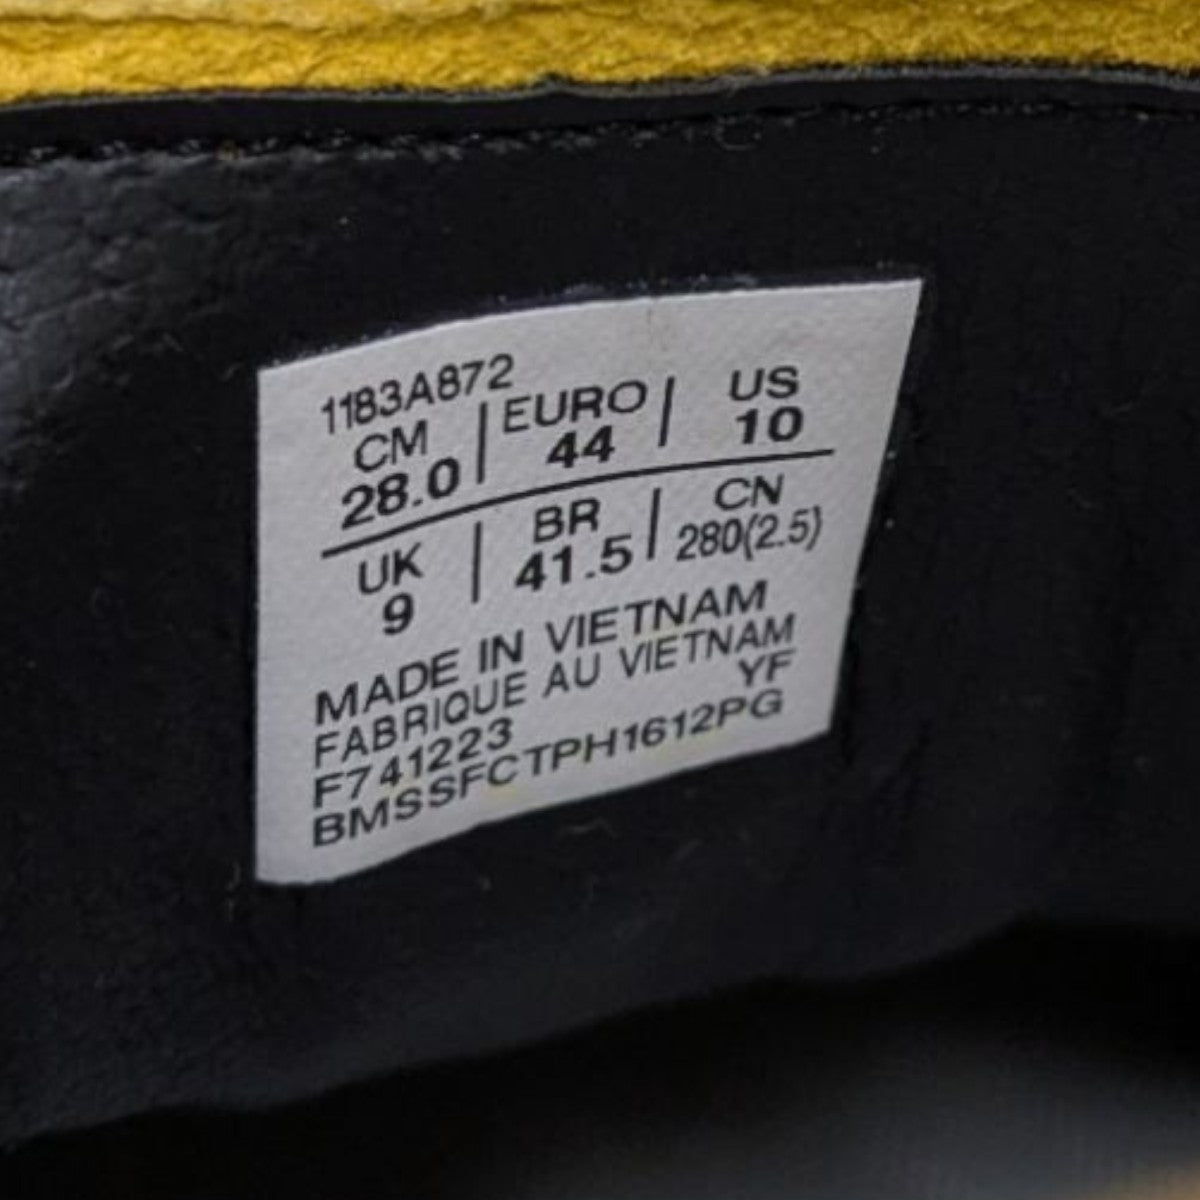 1183A872
CM | EURO | US
28.0 | 44 | 10
UK | BR | CN
9 | 41.5 | 280(2.5)
MADE IN VIETNAM
FABRIQUE AU VIETNAM
YF
F741223
BMSSFCTPH1612PG